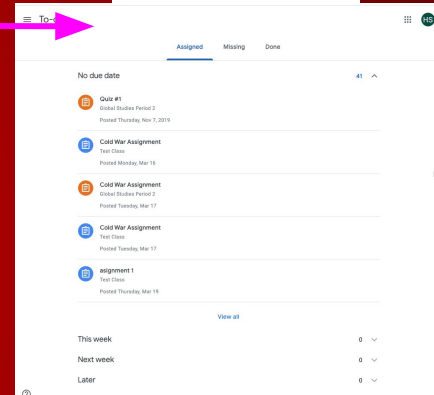 To-
HS
Assigned Missing Done
No due date 41
Quiz #1
Global Studies Period 2
Posted Thursday, Nov 7, 2019
Cold War Assignment
Test Class
Posted Monday, Mar 16
Cold War Assignment
Global Studies Period 2
Posted Tuesday, Mar 17
Cold War Assignment
Test Class
Posted Tuesday, Mar 17
asignment 1
Test Class
Posted Thursday, Mar 19
View all
This week 0
Next week 0
Later 0